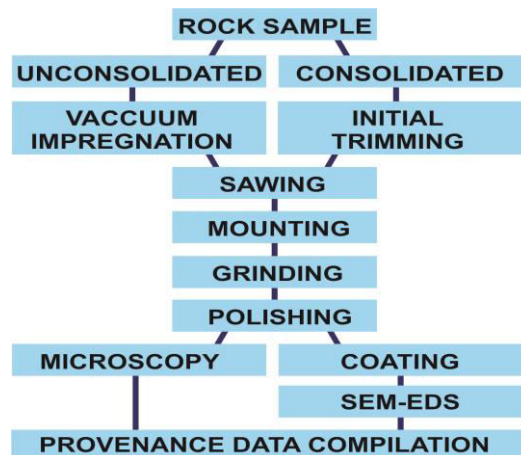 ROCK SAMPLE
UNCONSOLIDATED
CONSOLIDATED
VACCUUM
IMPREGNATION
INITIAL
TRIMMING
SAWING
MOUNTING
GRINDING
POLISHING
MICROSCOPY
COATING
SEM-EDS
PROVENANCE DATA COMPILATION